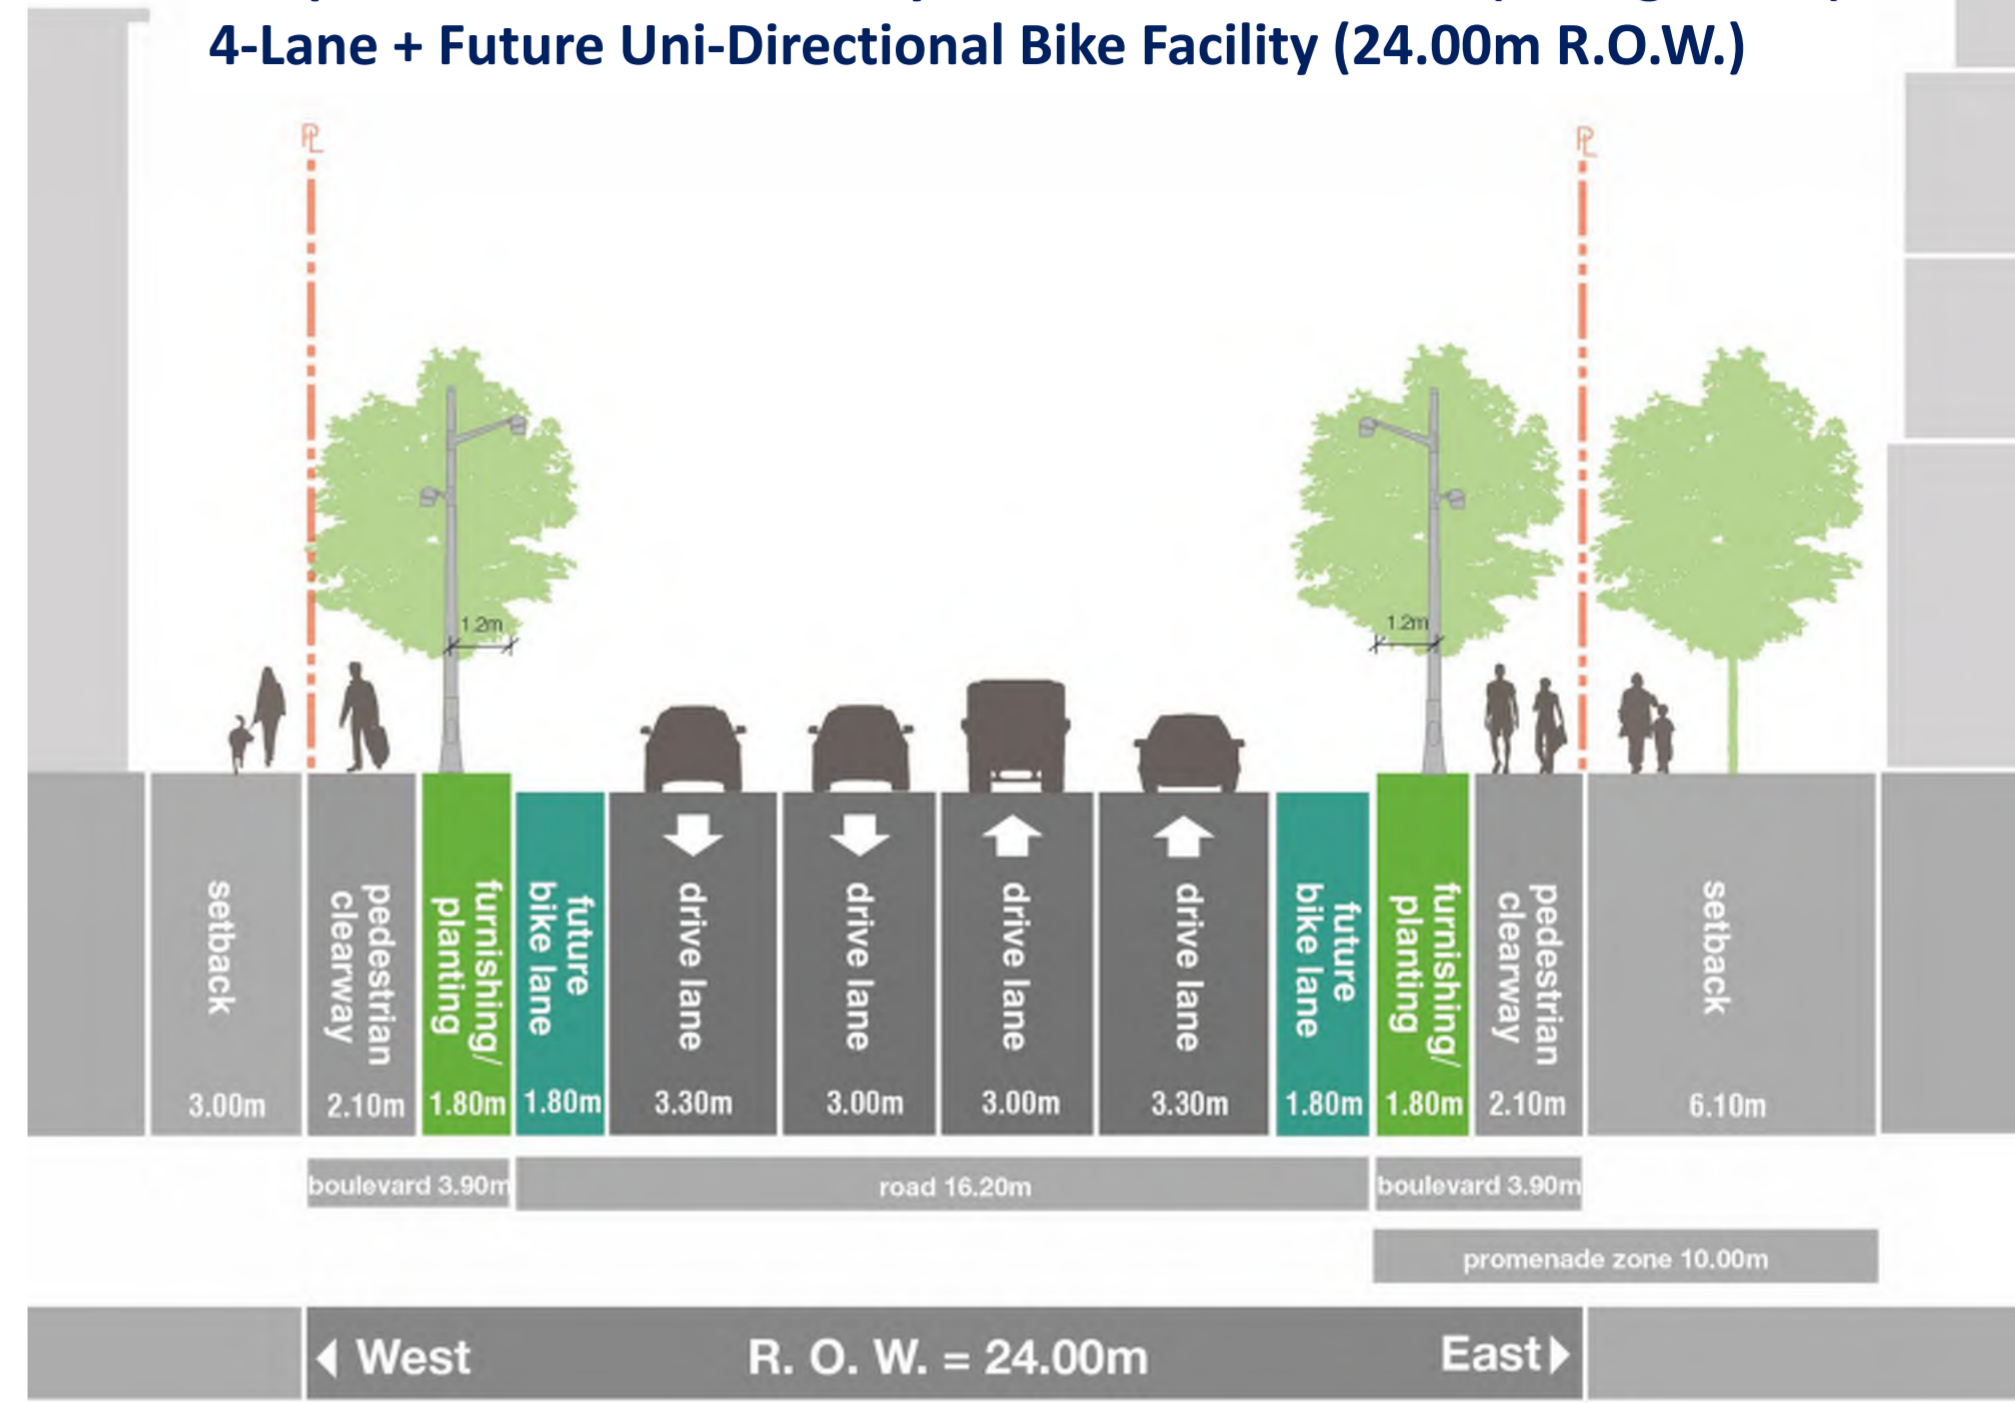 4-Lane + Future Uni-Directional Bike Facility (24.00m R.O.W.)
PL
PL
1.2m
1.2m
setback
3.00m
pedestrian
clearway
2.10m
furnishing/
planting
1.80m
future
bike lane
1.80m
drive lane
3.30m
drive lane
3.00m
drive lane
3.00m
drive lane
3.30m
future
bike lane
1.80m
furnishing/
planting
1.80m
pedestrian
clearway
2.10m
setback
6.10m
boulevard 3.90m
road 16.20m
boulevard 3.90m
promenade zone 10.00m
West
R. O. W. = 24.00m
East